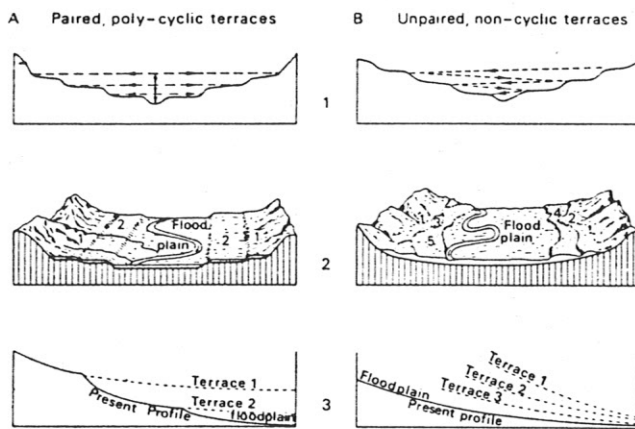 A Paired, poly-cyclic terraces
B Unpaired, non-cyclic terraces
1
2
Flood
plain
2
1
3
5
Flood
plain
4
2
2
Terrace 1
Terrace 2
floodplain
Present Profile
3
Terrace 1
Terrace 2
Terrace 3
Floodplain
Present profile